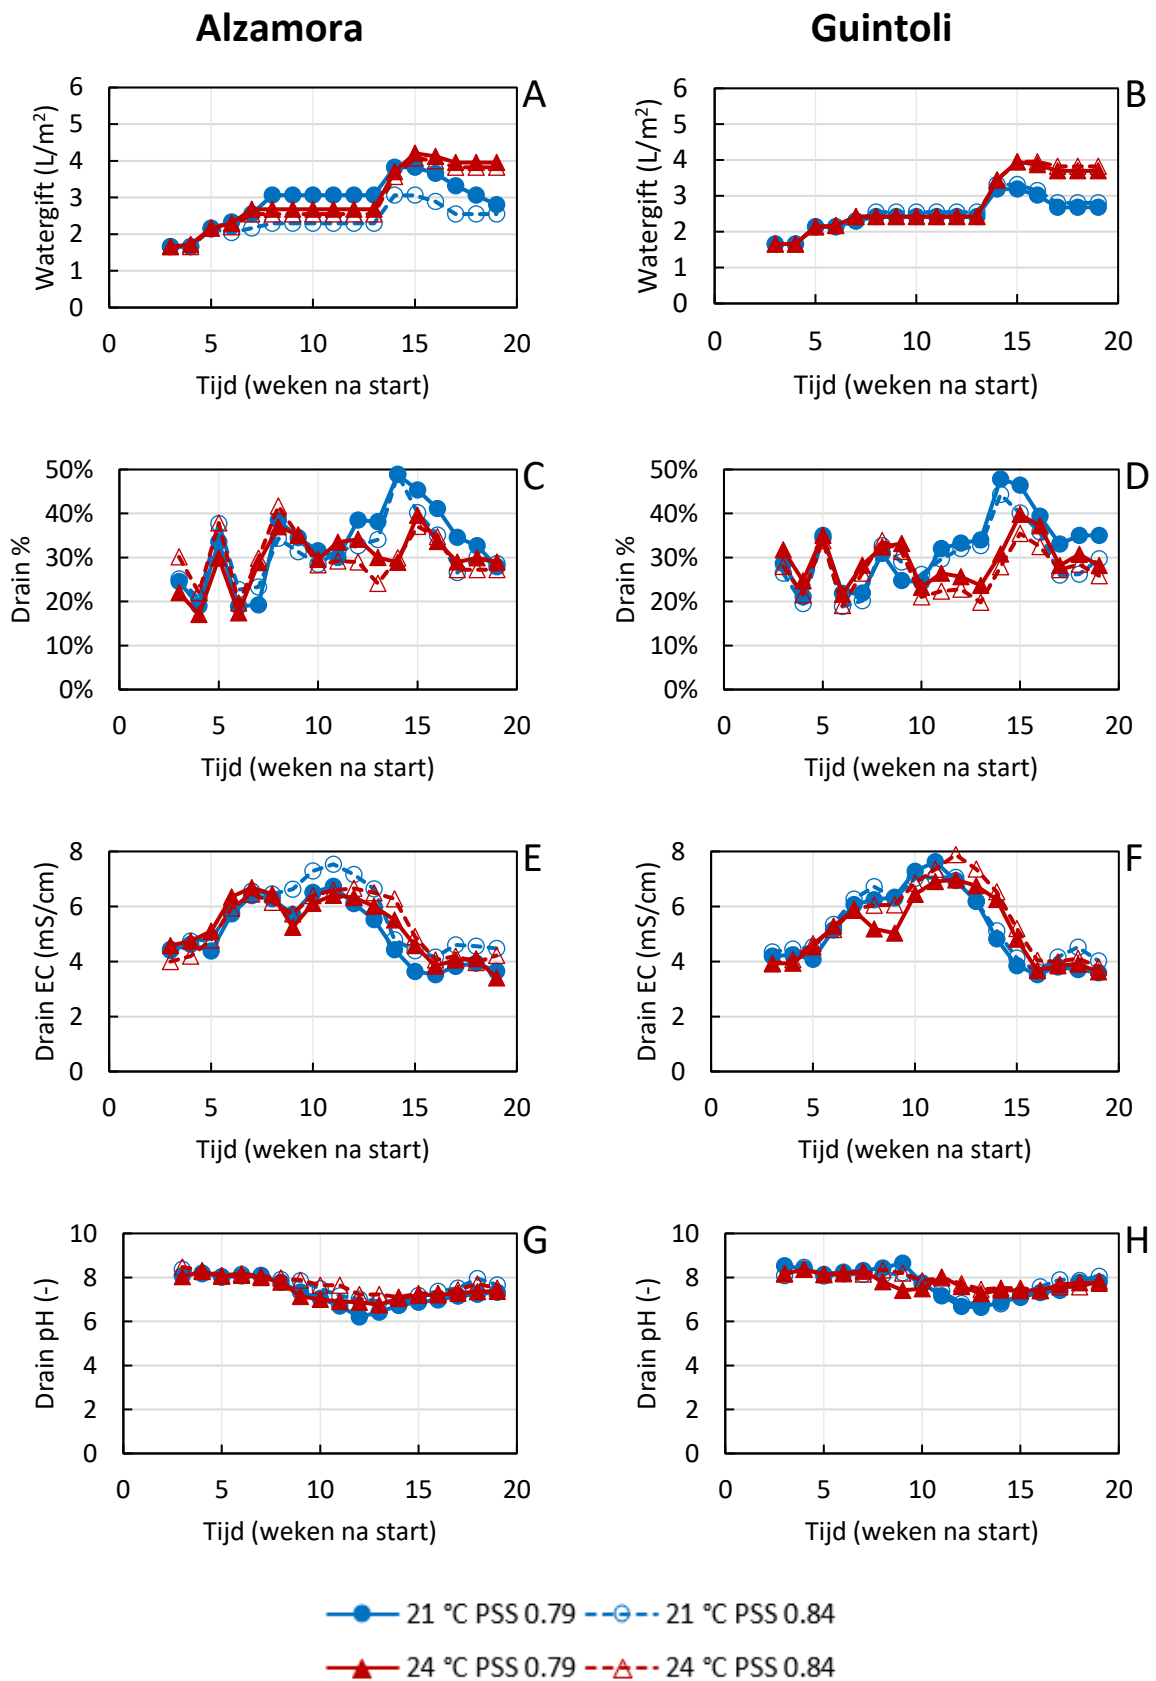 Alzamora
Guintoli
A
Watergift (L/m²)
6
5
4
3
2
1
0
0 5 10 15 20
Tijd (weken na start)
B
Watergift (L/m²)
6
5
4
3
2
1
0
0 5 10 15 20
Tijd (weken na start)
C
Drain %
50%
40%
30%
20%
10%
0%
0 5 10 15 20
Tijd (weken na start)
D
Drain %
50%
40%
30%
20%
10%
0%
0 5 10 15 20
Tijd (weken na start)
E
Drain EC (mS/cm)
8
6
4
2
0
0 5 10 15 20
Tijd (weken na start)
F
Drain EC (mS/cm)
8
6
4
2
0
0 5 10 15 20
Tijd (weken na start)
G
Drain pH (-)
10
8
6
4
2
0
0 5 10 15 20
Tijd (weken na start)
H
Drain pH (-)
10
8
6
4
2
0
0 5 10 15 20
Tijd (weken na start)
21 °C PSS 0.79 21 °C PSS 0.84
24 °C PSS 0.79 24 °C PSS 0.84